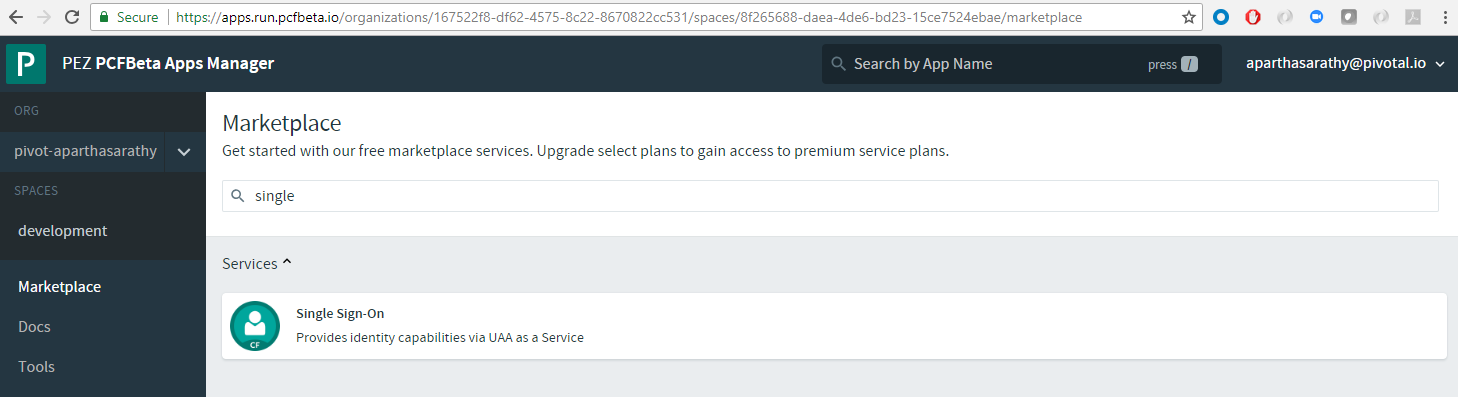 Secure https://apps.run.pcfbeta.io/organizations/167522f8-df62-4575-8c22-8670822cc531/spaces/8f265688-daea-4de6-bd23-15ce7524ebae/marketplace
P PEZ PCFBeta Apps Manager Search by App Name press / aparthasarathy@pivotal.io
ORG
pivot-aparthasarathy
SPACES
development
Marketplace
Docs
Tools
Marketplace
Get started with our free marketplace services. Upgrade select plans to gain access to premium service plans.
single
Services
Single Sign-On
CF
Provides identity capabilities via UAA as a Service